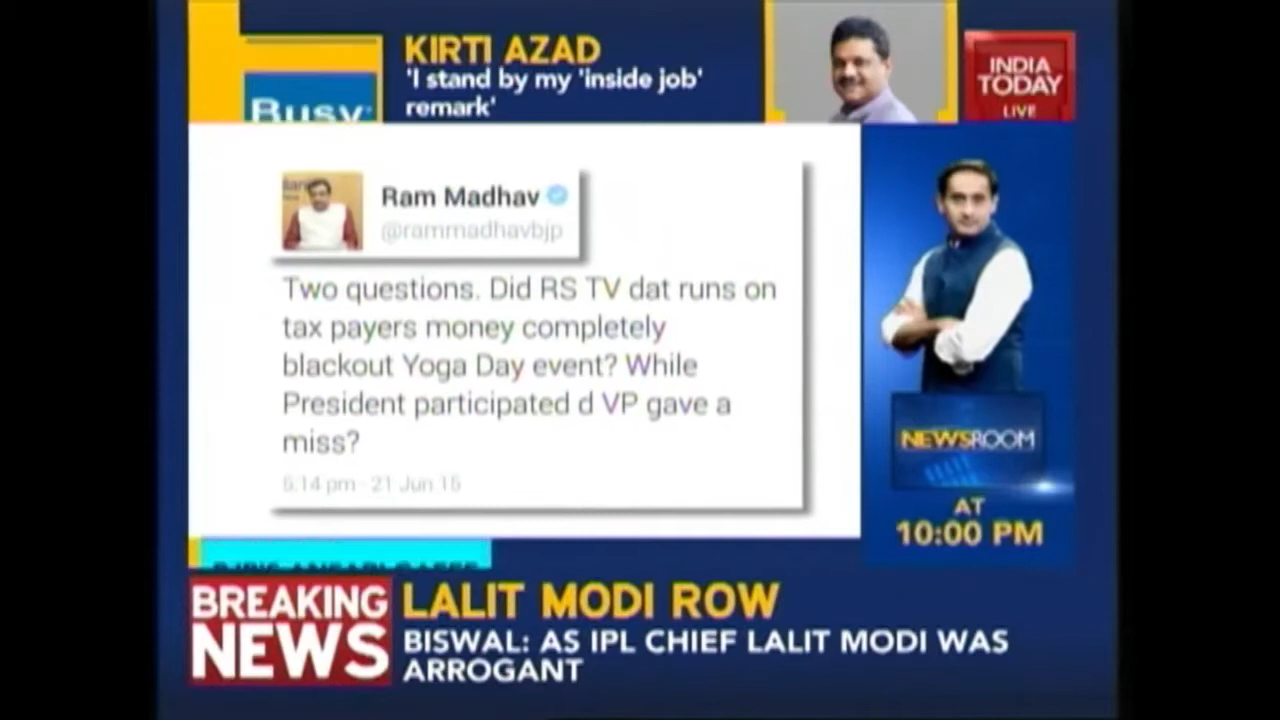 KIRTI AZAD
'I stand by my 'inside job'
remark'
Busy
INDIA
TODAY
LIVE
Ram Madhav
@rammadhavbjp
Two questions. Did RS TV dat runs on
tax payers money completely
blackout Yoga Day event? While
President participated d VP gave a
miss?
5:14 pm · 21 Jun 15
NEWSROOM
AT
10:00 PM
BREAKING
NEWS
LALIT MODI ROW
BISWAL: AS IPL CHIEF LALIT MODI WAS
ARROGANT